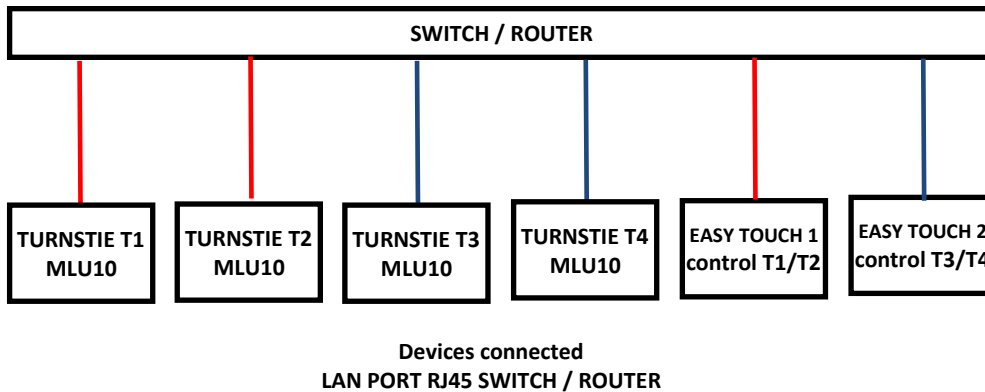 SWITCH / ROUTER
TURNSTIE T1
MLU10
TURNSTIE T2
MLU10
TURNSTIE T3
MLU10
TURNSTIE T4
MLU10
EASY TOUCH 1
control T1/T2
EASY TOUCH 2
control T3/T4
Devices connected
LAN PORT RJ45 SWITCH / ROUTER